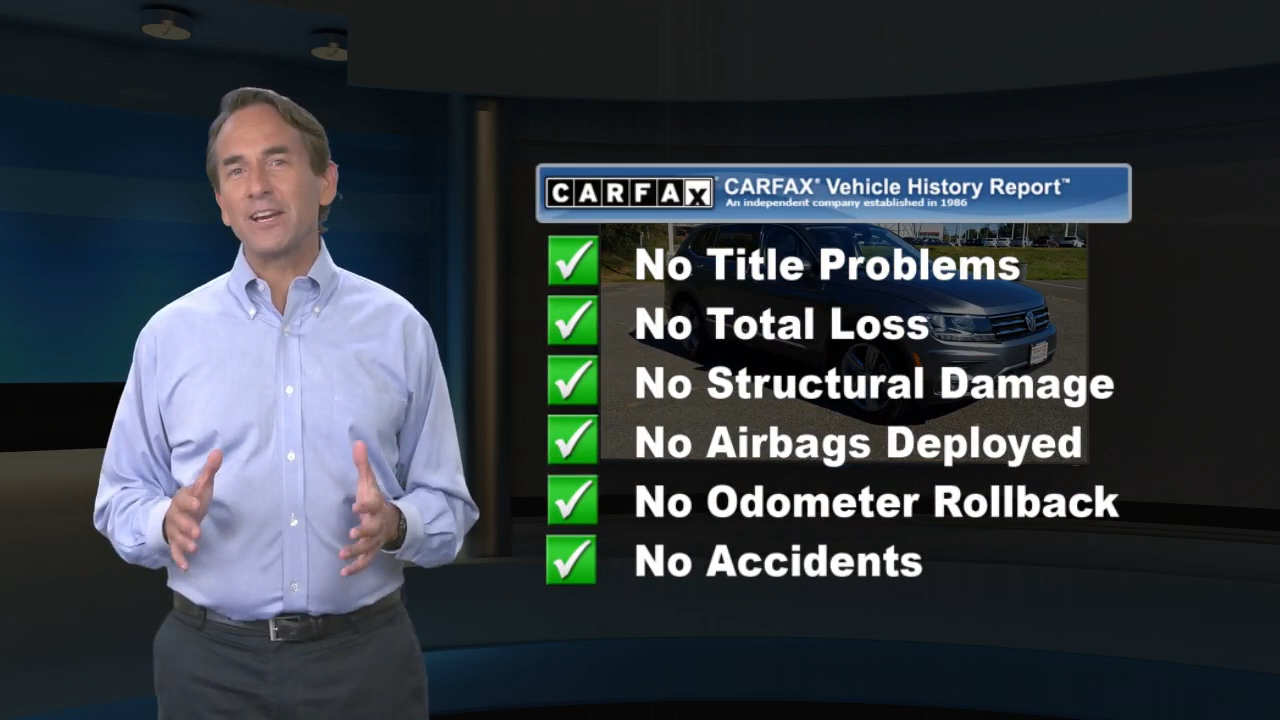 CARFAX® CARFAX® Vehicle History Report™
An independent company established in 1986
No Title Problems
No Total Loss
No Structural Damage
No Airbags Deployed
No Odometer Rollback
No Accidents